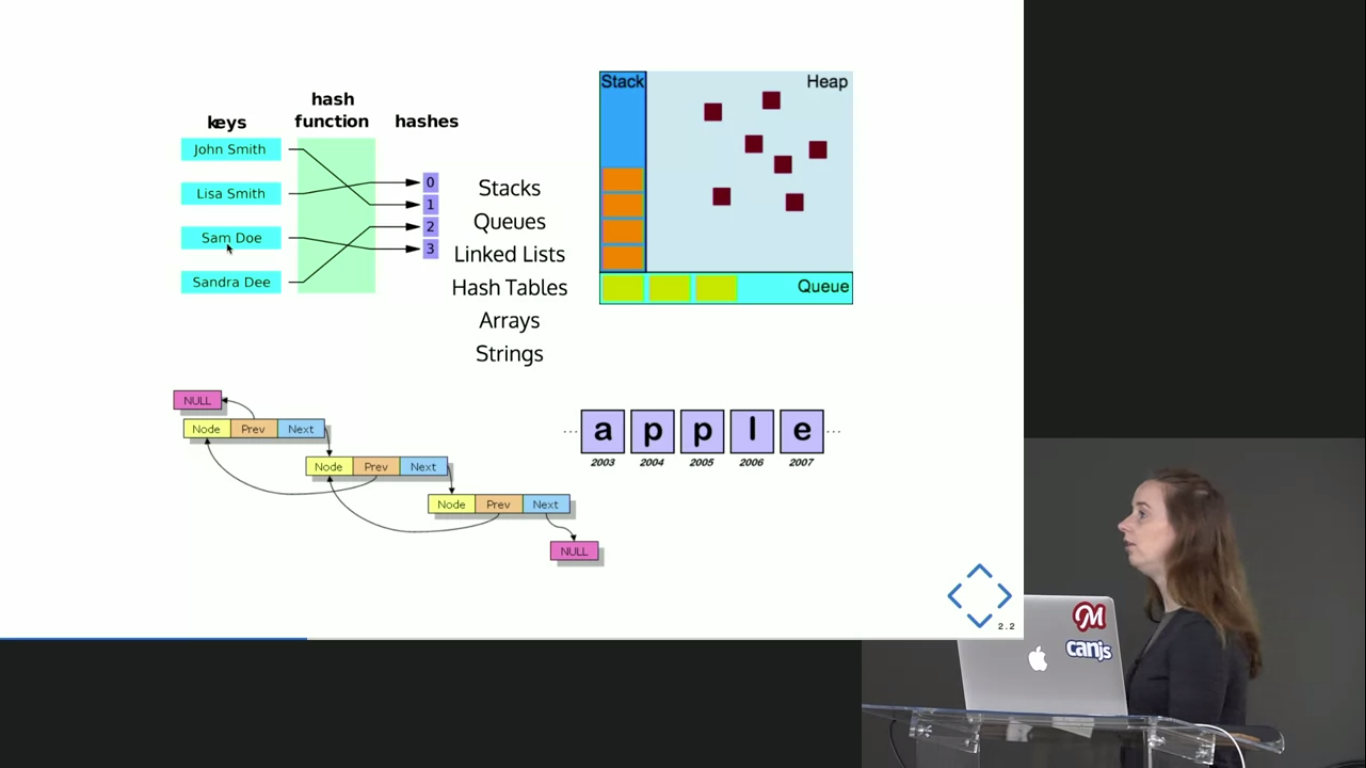 keys
hash
function
hashes
John Smith
Lisa Smith
Sam Doe
Sandra Dee
0
1
2
3
Stacks
Queues
Linked Lists
Hash Tables
Arrays
Strings
Stack
Heap
Queue
NULL
Node Prev Next
Node Prev Next
Node Prev Next
NULL
... a p p l e ...
2003 2004 2005 2006 2007
2.2
M
canjs